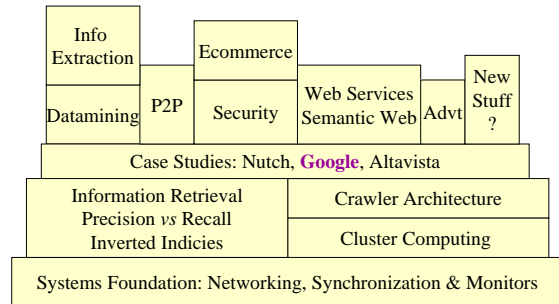 Info
Extraction
Datamining
P2P
Ecommerce
Security
Web Services
Semantic Web
Advt
New
Stuff
?
Case Studies: Nutch, Google, Altavista
Information Retrieval
Precision vs Recall
Inverted Indicies
Crawler Architecture
Cluster Computing
Systems Foundation: Networking, Synchronization & Monitors